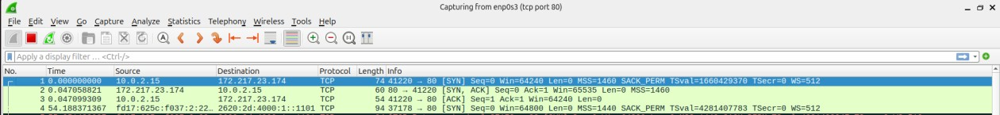 Capturing from enp0s3 (tcp port 80)
File Edit View Go Capture Analyze Statistics Telephony Wireless Tools Help
Apply a display filter ... <Ctrl-/>
No. Time Source Destination Protocol Length Info
1 0.000000000 10.0.2.15 172.217.23.174 TCP 74 41220 → 80 [SYN] Seq=0 Win=64240 Len=0 MSS=1460 SACK_PERM TSval=1660429370 TSecr=0 WS=512
2 0.047058821 172.217.23.174 10.0.2.15 TCP 60 80 → 41220 [SYN, ACK] Seq=0 Ack=1 Win=65535 Len=0 MSS=1460
3 0.047099309 10.0.2.15 172.217.23.174 TCP 54 41220 → 80 [ACK] Seq=1 Ack=1 Win=64240 Len=0
4 54.188371367 fd17:625c:f037:2:22… 2620:2d:4000:1::1101 TCP 94 37178 → 80 [SYN] Seq=0 Win=64800 Len=0 MSS=1440 SACK_PERM TSval=4281407783 TSecr=0 WS=512